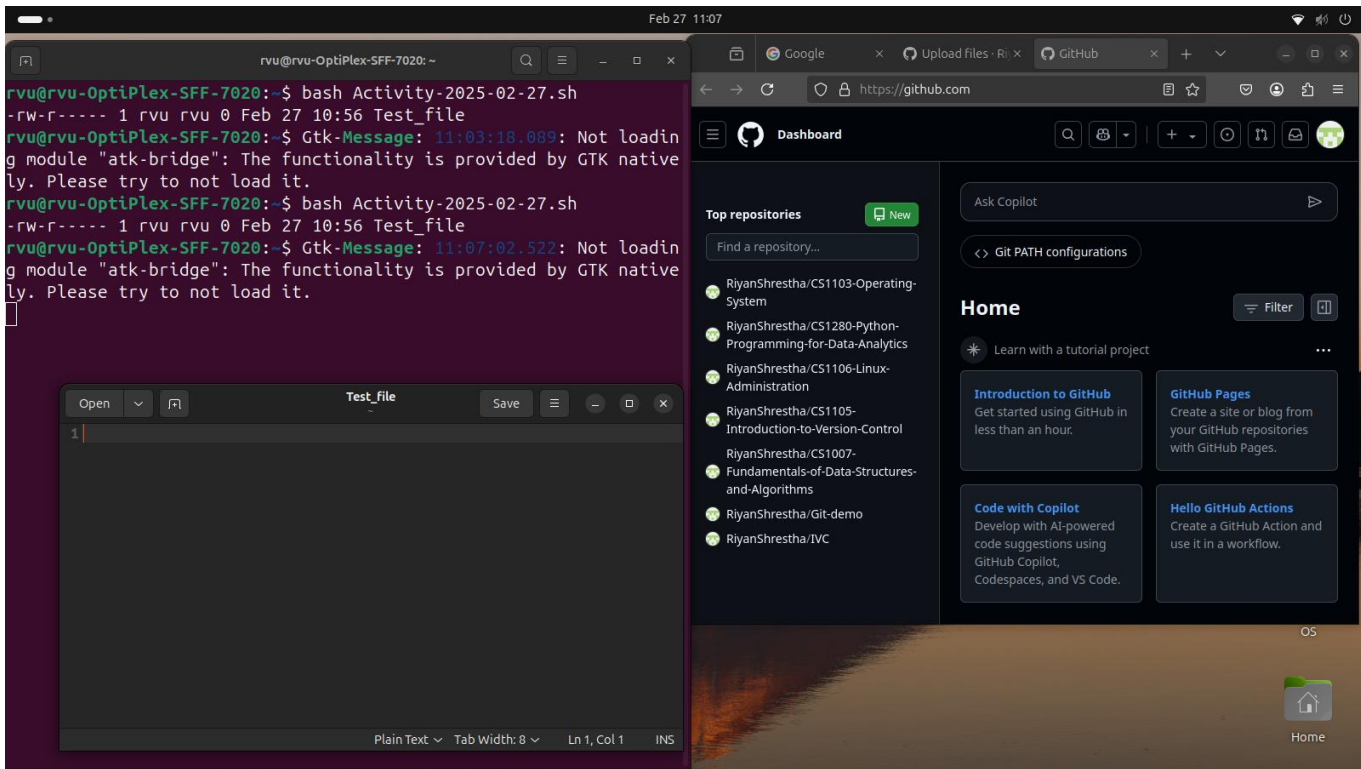 Feb 27 11:07
rvu@rvu-OptiPlex-SFF-7020: ~
rvu@rvu-OptiPlex-SFF-7020:~$ bash Activity-2025-02-27.sh
-rw-r----- 1 rvu rvu 0 Feb 27 10:56 Test_file
rvu@rvu-OptiPlex-SFF-7020:~$ Gtk-Message: 11:03:18.089: Not loadin
g module "atk-bridge": The functionality is provided by GTK native
ly. Please try to not load it.
rvu@rvu-OptiPlex-SFF-7020:~$ bash Activity-2025-02-27.sh
-rw-r----- 1 rvu rvu 0 Feb 27 10:56 Test_file
rvu@rvu-OptiPlex-SFF-7020:~$ Gtk-Message: 11:07:02.522: Not loadin
g module "atk-bridge": The functionality is provided by GTK native
ly. Please try to not load it.
Open
Test_file
~
Save
1
Plain Text
Tab Width: 8
Ln 1, Col 1
INS
Google
Upload files · Ri
GitHub
https://github.com
Dashboard
Top repositories
New
Find a repository...
RiyanShrestha/CS1103-Operating-
System
RiyanShrestha/CS1280-Python-
Programming-for-Data-Analytics
RiyanShrestha/CS1106-Linux-
Administration
RiyanShrestha/CS1105-
Introduction-to-Version-Control
RiyanShrestha/CS1007-
Fundamentals-of-Data-Structures-
and-Algorithms
RiyanShrestha/Git-demo
RiyanShrestha/IVC
Ask Copilot
Git PATH configurations
Home
Filter
Learn with a tutorial project
Introduction to GitHub
Get started using GitHub in
less than an hour.
GitHub Pages
Create a site or blog from
your GitHub repositories
with GitHub Pages.
Code with Copilot
Develop with AI-powered
code suggestions using
GitHub Copilot,
Codespaces, and VS Code.
Hello GitHub Actions
Create a GitHub Action and
use it in a workflow.
OS
Home